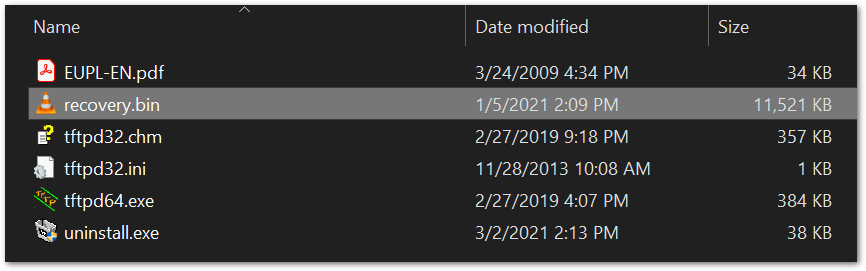 Name Date modified Size
EUPL-EN.pdf 3/24/2009 4:34 PM 34 KB
recovery.bin 1/5/2021 2:09 PM 11,521 KB
tftpd32.chm 2/27/2019 9:18 PM 357 KB
tftpd32.ini 11/28/2013 10:08 AM 1 KB
tftpd64.exe 2/27/2019 4:07 PM 384 KB
uninstall.exe 3/2/2021 2:13 PM 38 KB